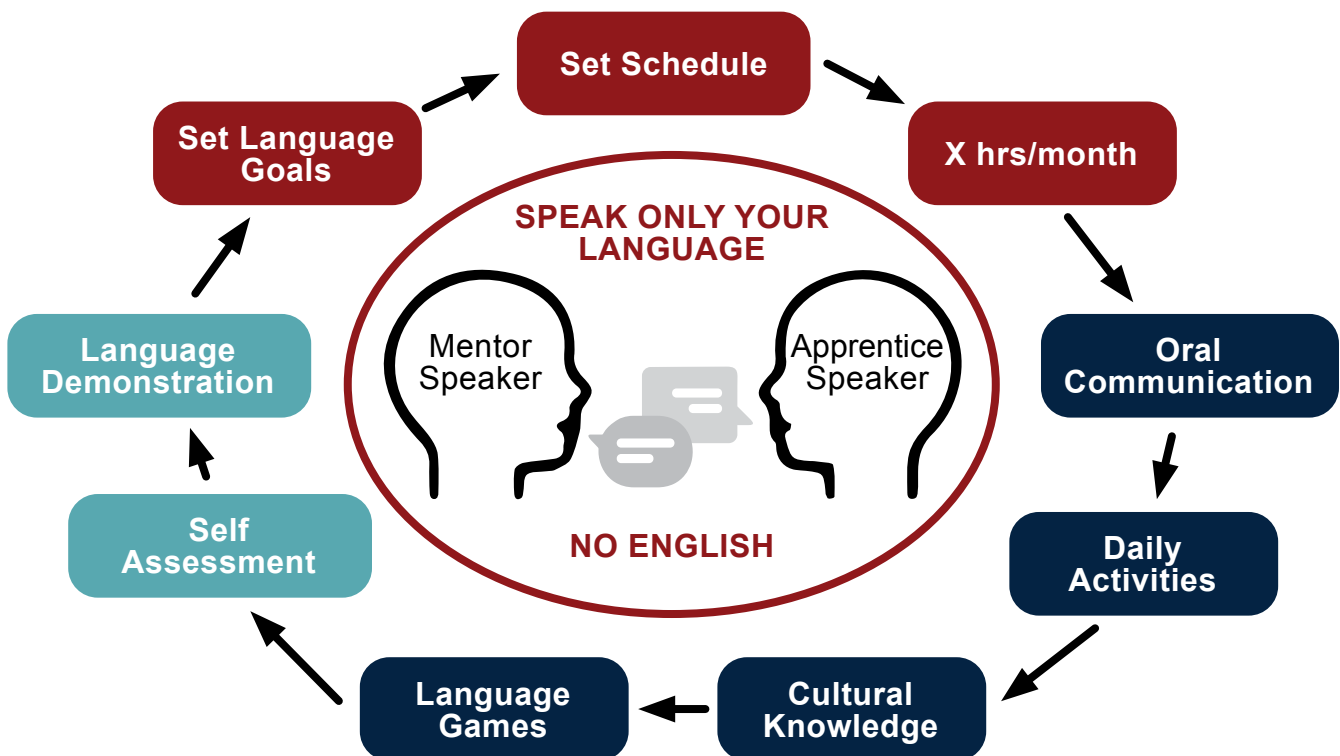 Set Schedule
X hrs/month
Oral
Communication
Daily
Activities
Cultural
Knowledge
Language
Games
Self
Assessment
Language
Demonstration
Set Language
Goals
SPEAK ONLY YOUR
LANGUAGE
Mentor
Speaker
Apprentice
Speaker
NO ENGLISH